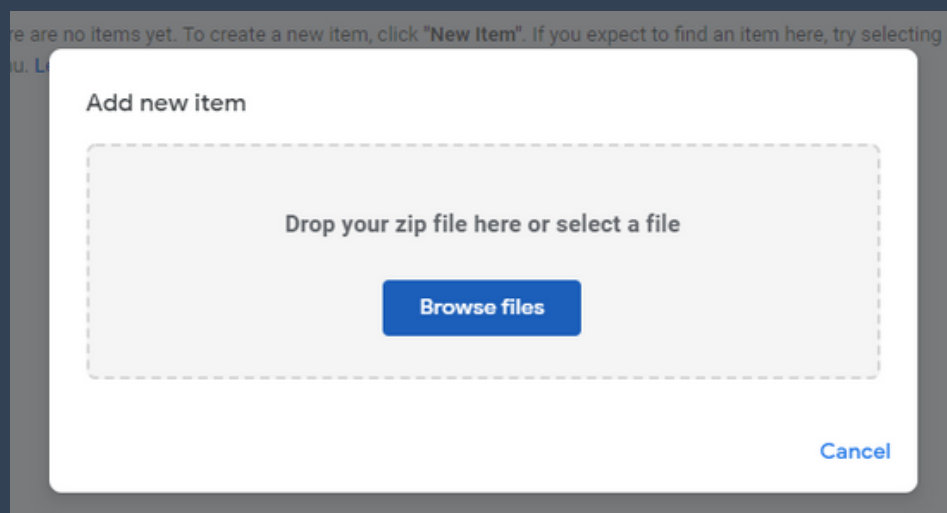 re are no items yet. To create a new item, click "New Item". If you expect to find an item here, try selecting
u. L
Add new item
Drop your zip file here or select a file
Browse files
Cancel